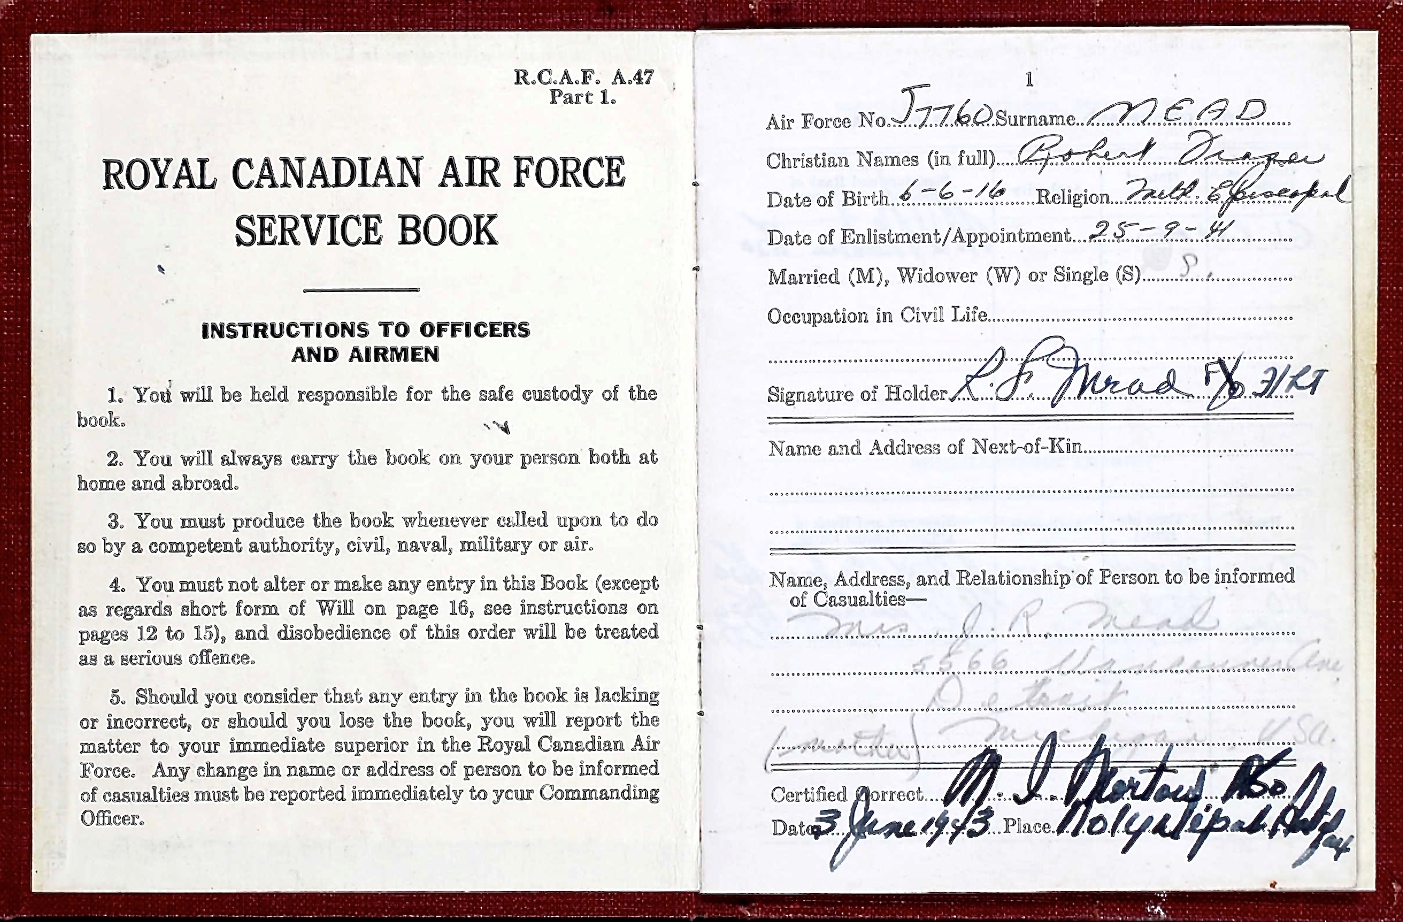 R.C.A.F. A.47
Part 1.
ROYAL CANADIAN AIR FORCE
SERVICE BOOK
INSTRUCTIONS TO OFFICERS
AND AIRMEN
1. You will be held responsible for the safe custody of the
book.
2. You will always carry the book on your person both at
home and abroad.
3. You must produce the book whenever called upon to do
so by a competent authority, civil, naval, military or air.
4. You must not alter or make any entry in this Book (except
as regards short form of Will on page 16, see instructions on
pages 12 to 15), and disobedience of this order will be treated
as a serious offence.
5. Should you consider that any entry in the book is lacking
or incorrect, or should you lose the book, you will report the
matter to your immediate superior in the Royal Canadian Air
Force. Any change in name or address of person to be informed
of casualties must be reported immediately to your Commanding
Officer.
1
Air Force No. J7760 Surname MEAD
Christian Names (in full) Robert Draper
Date of Birth 6-6-16 Religion Meth. Episcopal
Date of Enlistment/Appointment 25-9-41
Married (M), Widower (W) or Single (S) S.
Occupation in Civil Life
Signature of Holder Mead F/O F/LT
Name and Address of Next-of-Kin
Name, Address, and Relationship of Person to be informed
of Casualties—
Mrs. J. R. Mead
5566 Vancouver Ave
Detroit
(mother) Michigan, USA.
Certified Correct
Date 3 June 1943 Place